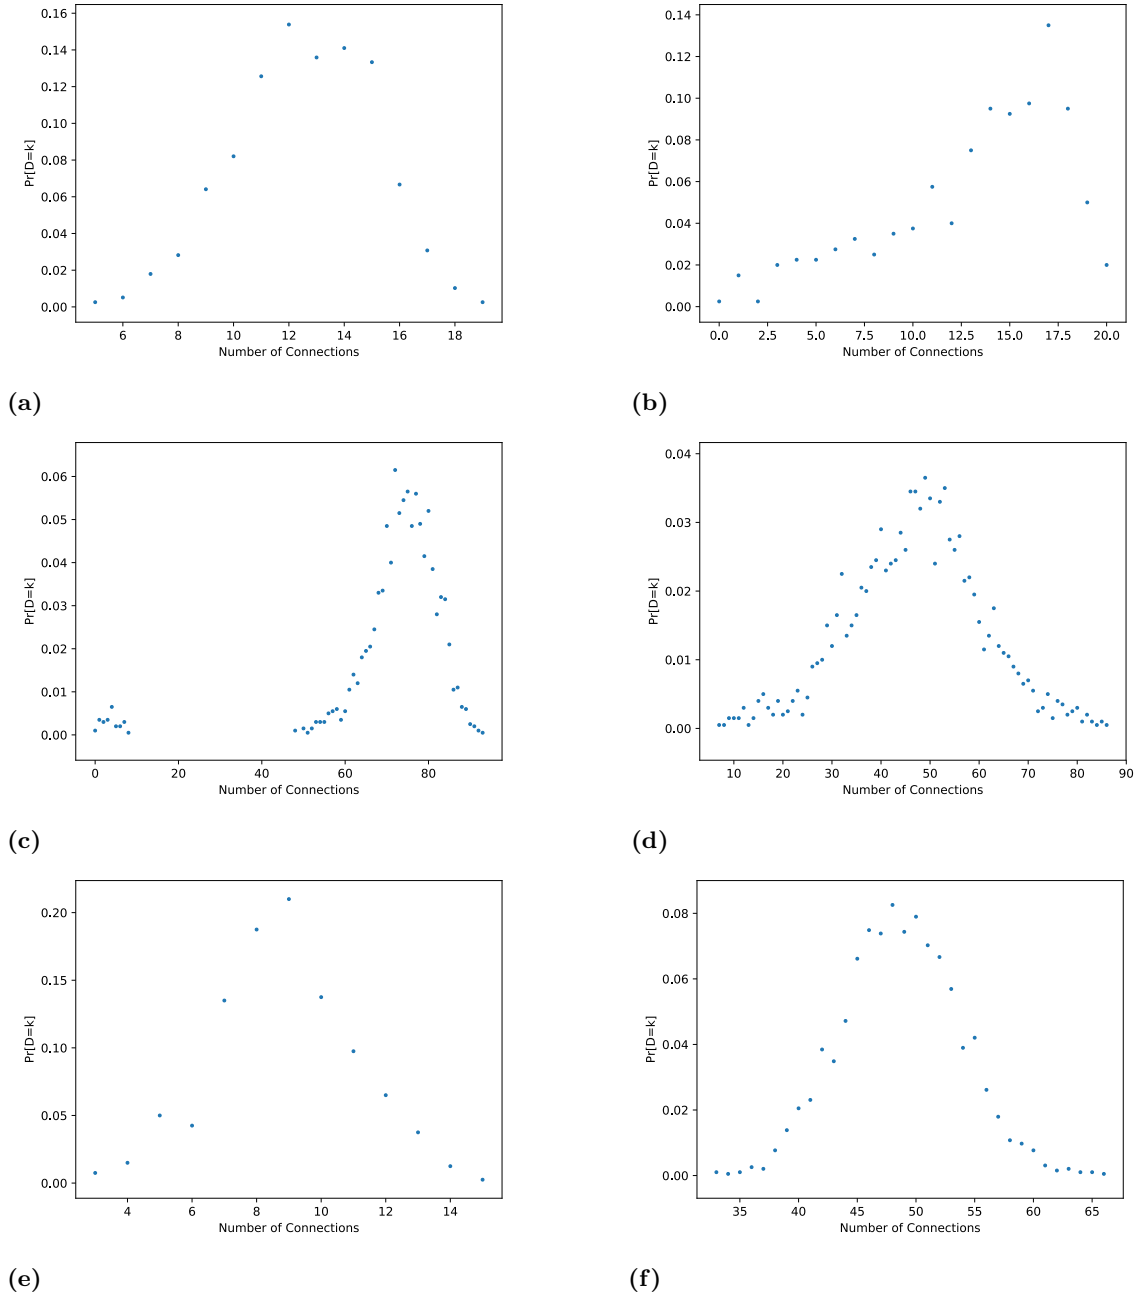 0.16
0.14
0.12
0.10
0.08
0.06
0.04
0.02
0.00
Pr[D=k]
6 8 10 12 14 16 18
Number of Connections
(a)
0.14
0.12
0.10
0.08
0.06
0.04
0.02
0.00
Pr[D=k]
0.0 2.5 5.0 7.5 10.0 12.5 15.0 17.5 20.0
Number of Connections
(b)
0.06
0.05
0.04
0.03
0.02
0.01
0.00
Pr[D=k]
0 20 40 60 80
Number of Connections
(c)
0.04
0.03
0.02
0.01
0.00
Pr[D=k]
10 20 30 40 50 60 70 80 90
Number of Connections
(d)
0.20
0.15
0.10
0.05
0.00
Pr[D=k]
4 6 8 10 12 14
Number of Connections
(e)
0.08
0.06
0.04
0.02
0.00
Pr[D=k]
35 40 45 50 55 60 65
Number of Connections
(f)